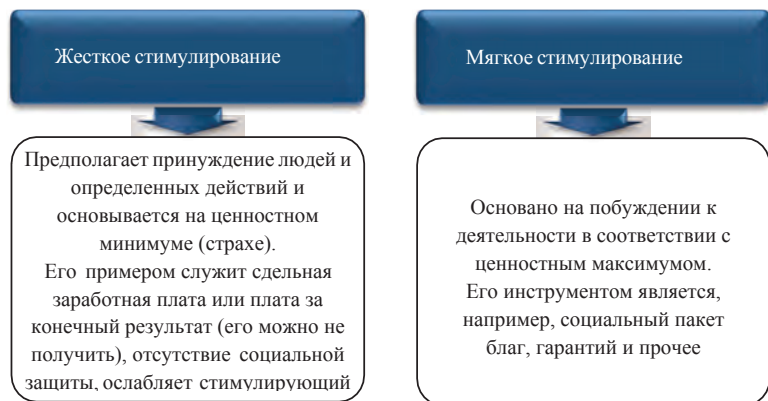 Жесткое стимулирование
Предполагает принуждение людей и
определенных действий и
основывается на ценностном
минимуме (страхе).
Его примером служит сдельная
заработная плата или плата за
конечный результат (его можно не
получить), отсутствие социальной
защиты, ослабляет стимулирующий
Мягкое стимулирование
Основано на побуждении к
деятельности в соответствии с
ценностным максимумом.
Его инструментом является,
например, социальный пакет
благ, гарантий и прочее